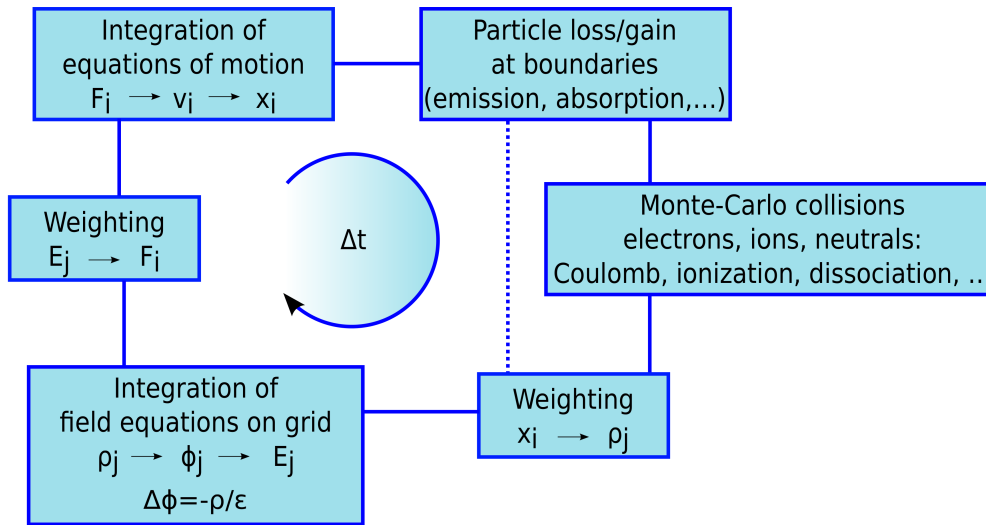 Integration of
equations of motion
Fi → vi → xi
Particle loss/gain
at boundaries
(emission, absorption,...)
Monte-Carlo collisions
electrons, ions, neutrals:
Coulomb, ionization, dissociation, ..
Weighting
Ej → Fi
Δt
Integration of
field equations on grid
ρj → ϕj → Ej
Δϕ=-ρ/ε
Weighting
xi → ρj